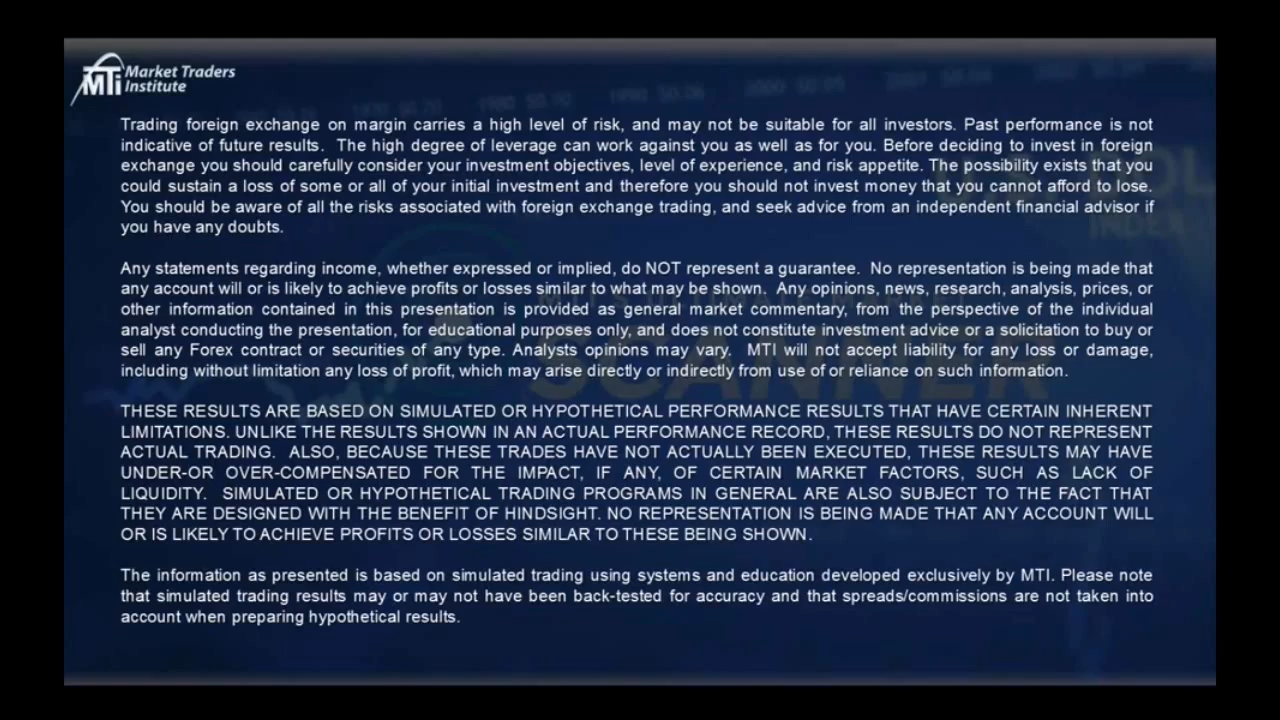 MTi Market Traders
Institute
Trading foreign exchange on margin carries a high level of risk, and may not be suitable for all investors. Past performance is not
indicative of future results.  The high degree of leverage can work against you as well as for you. Before deciding to invest in foreign
exchange you should carefully consider your investment objectives, level of experience, and risk appetite. The possibility exists that you
could sustain a loss of some or all of your initial investment and therefore you should not invest money that you cannot afford to lose.
You should be aware of all the risks associated with foreign exchange trading, and seek advice from an independent financial advisor if
you have any doubts.
Any statements regarding income, whether expressed or implied, do NOT represent a guarantee.  No representation is being made that
any account will or is likely to achieve profits or losses similar to what may be shown.  Any opinions, news, research, analysis, prices, or
other information contained in this presentation is provided as general market commentary, from the perspective of the individual
analyst conducting the presentation, for educational purposes only, and does not constitute investment advice or a solicitation to buy or
sell any Forex contract or securities of any type. Analysts opinions may vary.  MTI will not accept liability for any loss or damage,
including without limitation any loss of profit, which may arise directly or indirectly from use of or reliance on such information.
THESE RESULTS ARE BASED ON SIMULATED OR HYPOTHETICAL PERFORMANCE RESULTS THAT HAVE CERTAIN INHERENT
LIMITATIONS. UNLIKE THE RESULTS SHOWN IN AN ACTUAL PERFORMANCE RECORD, THESE RESULTS DO NOT REPRESENT
ACTUAL TRADING.  ALSO, BECAUSE THESE TRADES HAVE NOT ACTUALLY BEEN EXECUTED, THESE RESULTS MAY HAVE
UNDER-OR OVER-COMPENSATED FOR THE IMPACT, IF ANY, OF CERTAIN MARKET FACTORS, SUCH AS LACK OF
LIQUIDITY.  SIMULATED OR HYPOTHETICAL TRADING PROGRAMS IN GENERAL ARE ALSO SUBJECT TO THE FACT THAT
THEY ARE DESIGNED WITH THE BENEFIT OF HINDSIGHT. NO REPRESENTATION IS BEING MADE THAT ANY ACCOUNT WILL
OR IS LIKELY TO ACHIEVE PROFITS OR LOSSES SIMILAR TO THESE BEING SHOWN.
The information as presented is based on simulated trading using systems and education developed exclusively by MTI. Please note
that simulated trading results may or may not have been back-tested for accuracy and that spreads/commissions are not taken into
account when preparing hypothetical results.
SCANNER
INDEX